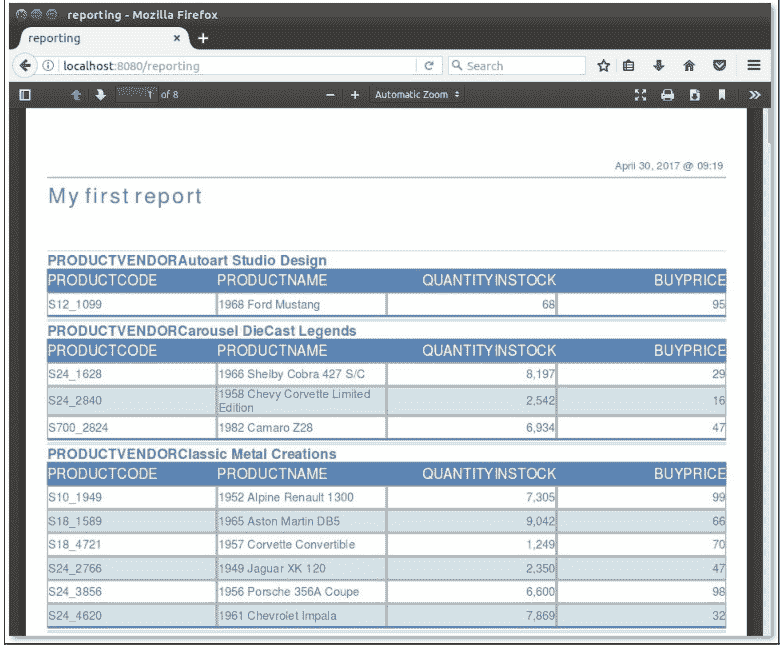 reporting - Mozilla Firefox
reporting × +
localhost:8080/reporting Search
1 of 8 − + Automatic Zoom
April 30, 2017 @ 09:19
My first report
PRODUCTVENDORAutoart Studio Design
PRODUCTCODE PRODUCTNAME QUANTITYINSTOCK BUYPRICE
S12_1099 1968 Ford Mustang 68 95
PRODUCTVENDORCarousel DieCast Legends
PRODUCTCODE PRODUCTNAME QUANTITYINSTOCK BUYPRICE
S24_1628 1966 Shelby Cobra 427 S/C 8,197 29
S24_2840 1958 Chevy Corvette Limited Edition 2,542 16
S700_2824 1982 Camaro Z28 6,934 47
PRODUCTVENDORClassic Metal Creations
PRODUCTCODE PRODUCTNAME QUANTITYINSTOCK BUYPRICE
S10_1949 1952 Alpine Renault 1300 7,305 99
S18_1589 1965 Aston Martin DB5 9,042 66
S18_4721 1957 Corvette Convertible 1,249 70
S24_2766 1949 Jaguar XK 120 2,350 47
S24_3856 1956 Porsche 356A Coupe 6,600 98
S24_4620 1961 Chevrolet Impala 7,869 32